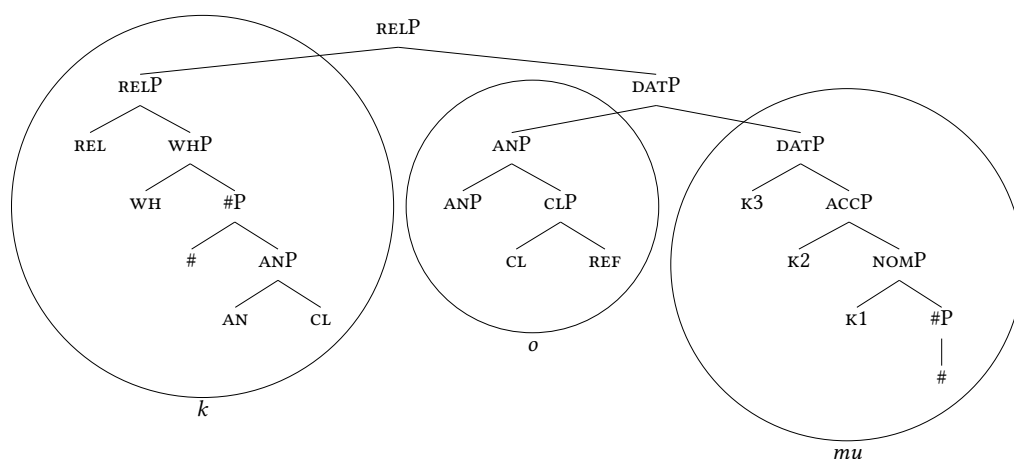 RELP
RELP DATP
REL WHP ANP DATP
WH #P ANP CLP K3 ACCP
# ANP CL REF K2 NOMP
AN CL K1 #P
o
#
k
mu